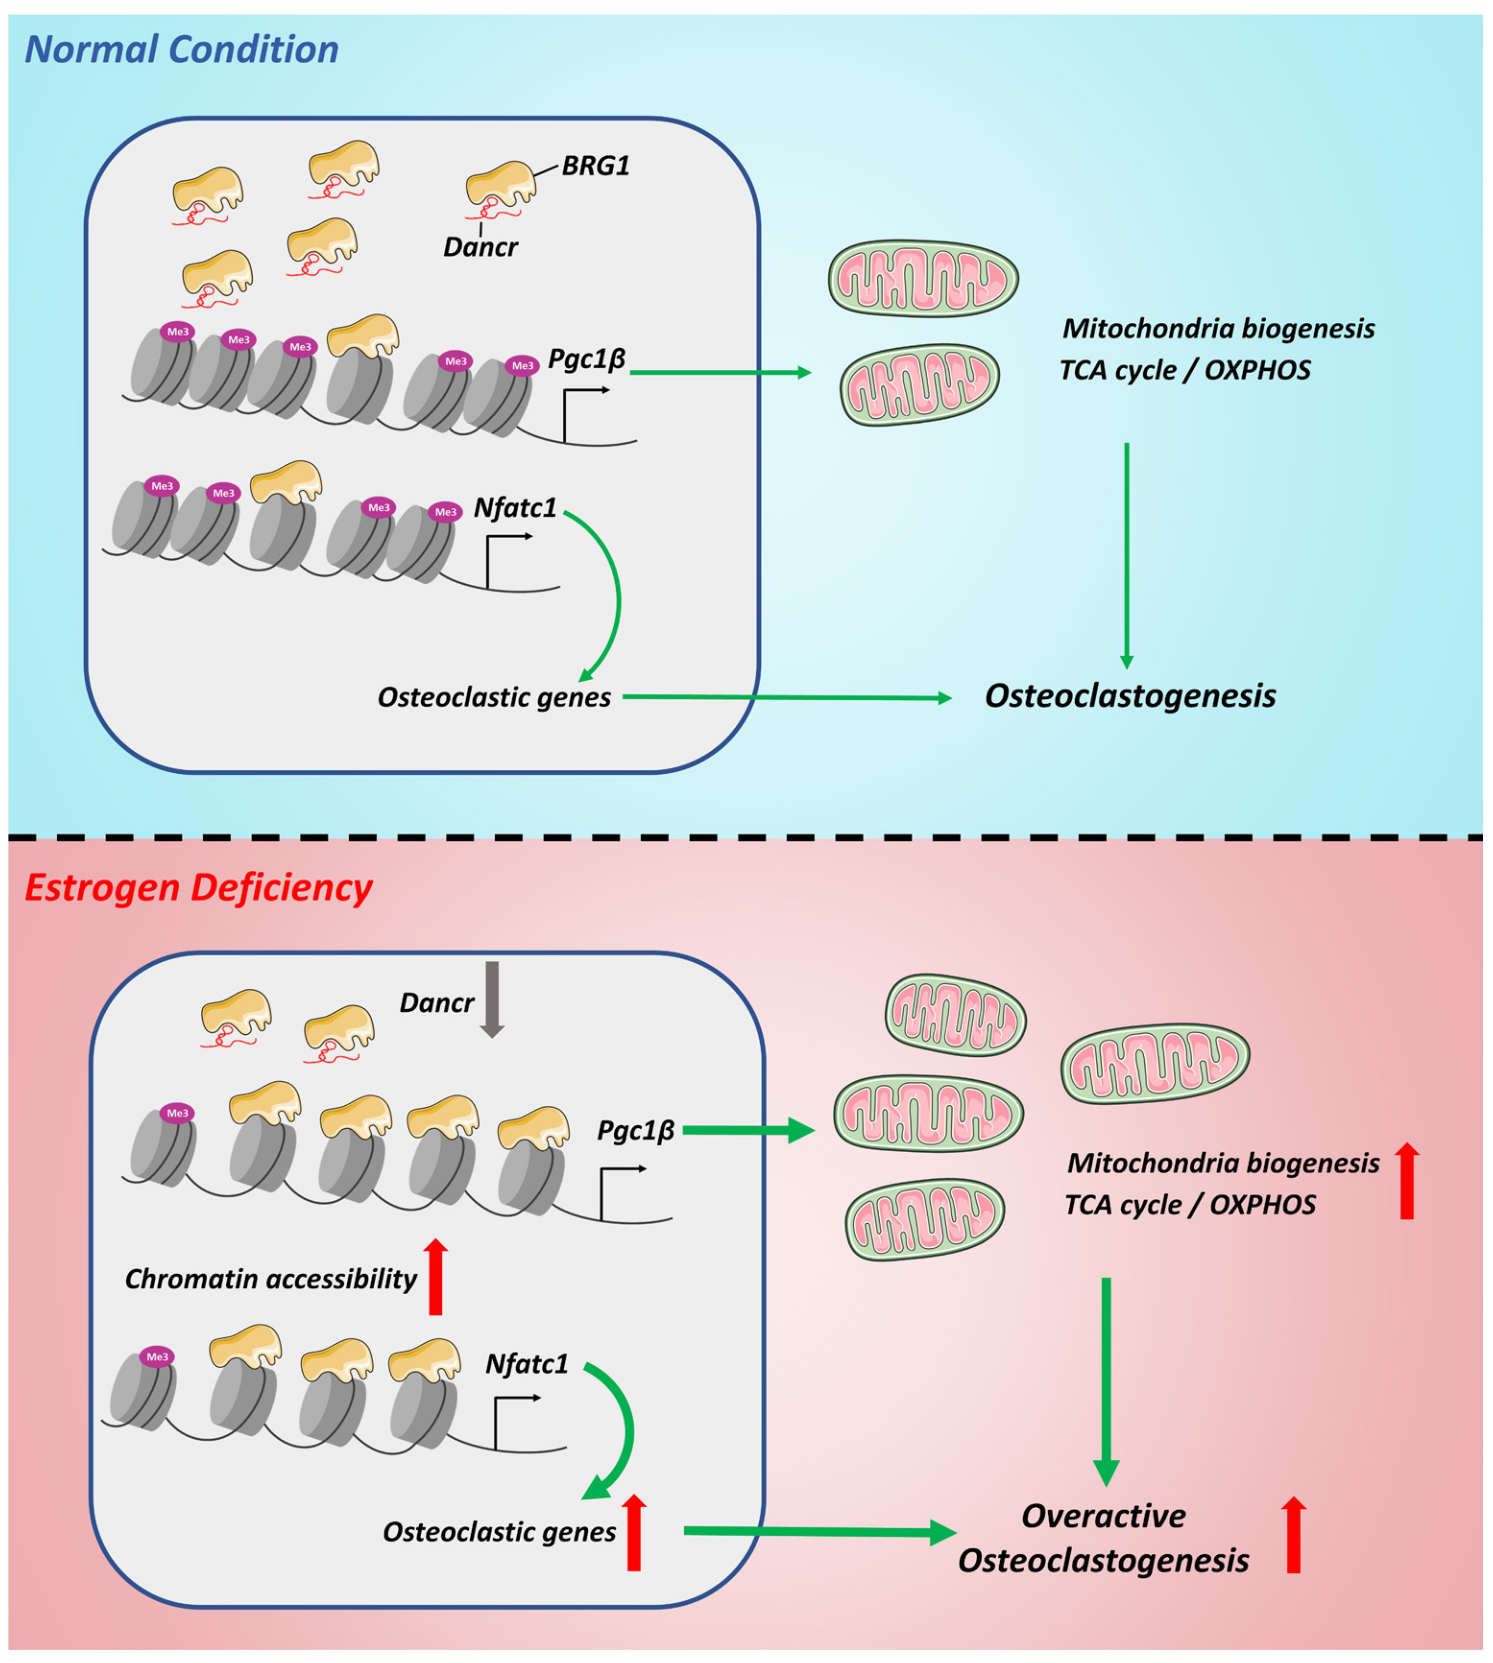 Normal Condition
BRG1
Dancr
Me3
Me3
Me3
Me3
Me3
Pgc1β
Mitochondria biogenesis
TCA cycle / OXPHOS
Me3
Me3
Me3
Me3
Nfatc1
Osteoclastic genes
Osteoclastogenesis
Estrogen Deficiency
Dancr
Me3
Pgc1β
Mitochondria biogenesis
TCA cycle / OXPHOS
Chromatin accessibility
Me3
Nfatc1
Osteoclastic genes
Overactive
Osteoclastogenesis